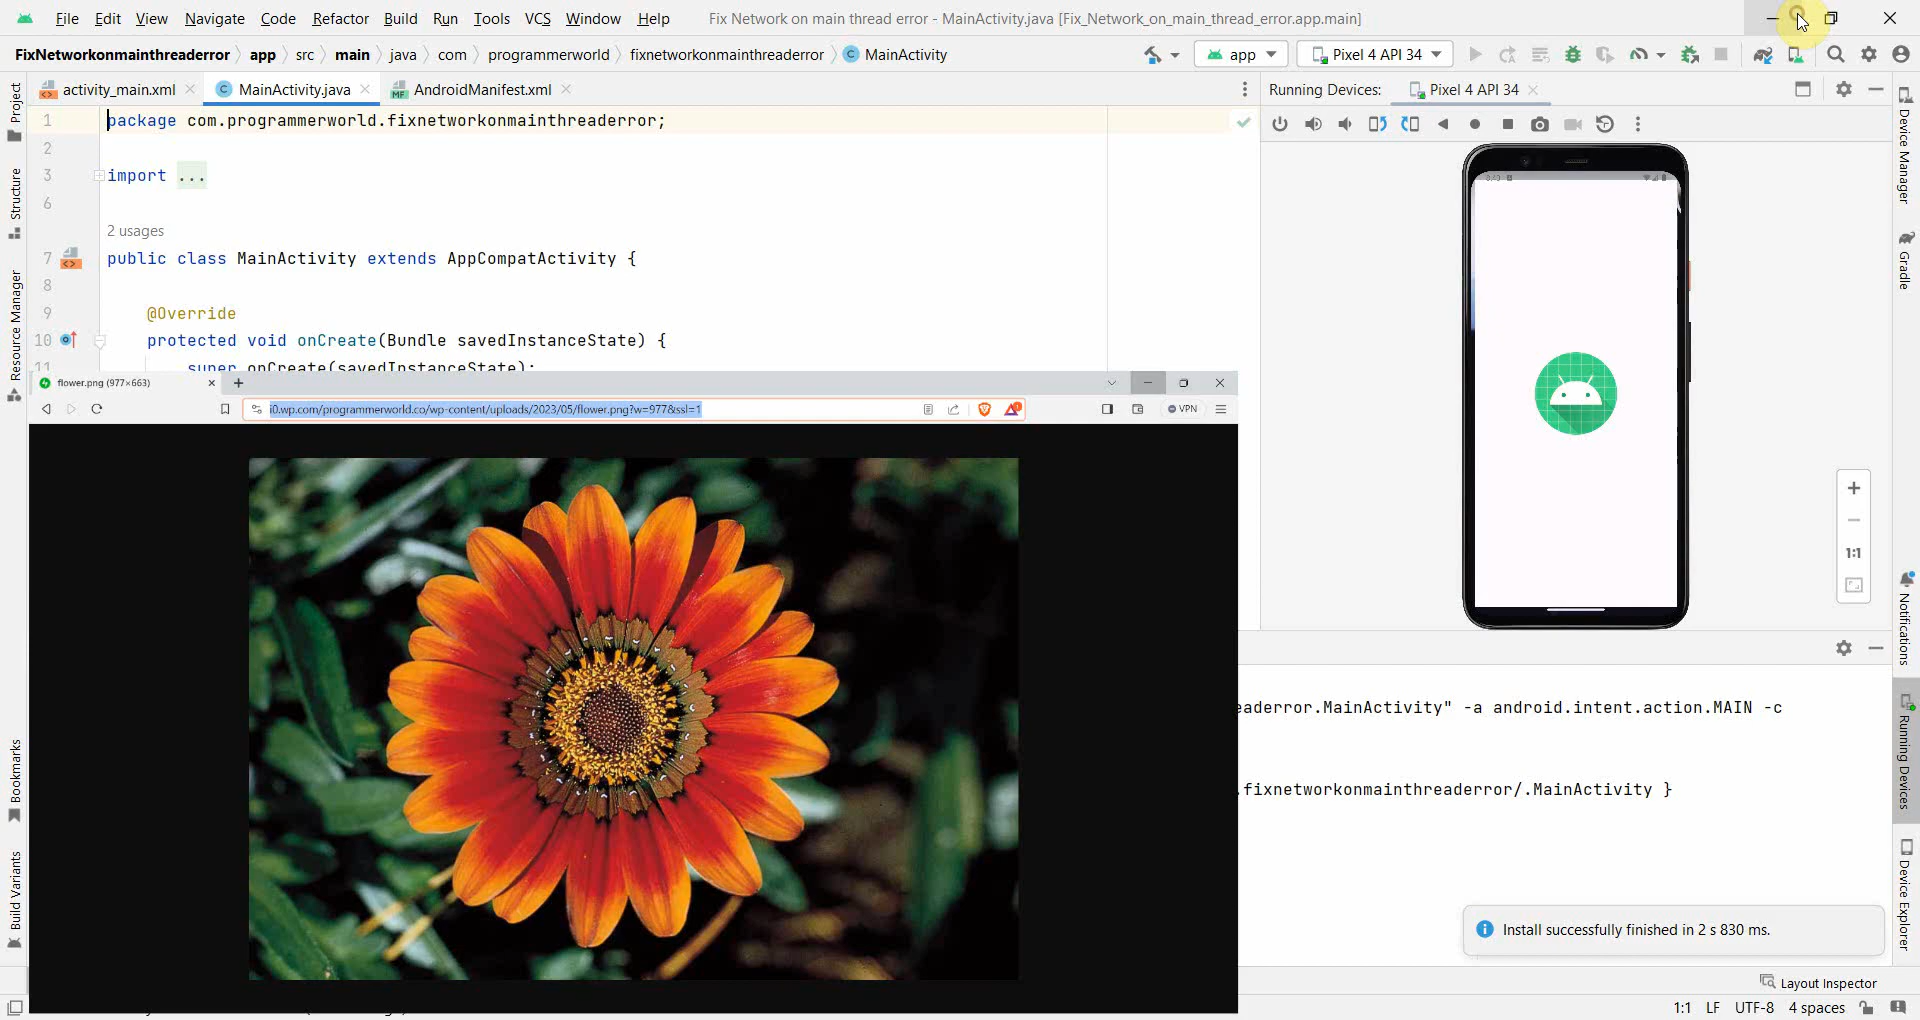 File Edit View Navigate Code Refactor Build Run Tools VCS Window Help Fix Network on main thread error - MainActivity.java [Fix_Network_on_main_thread_error.app.main]
FixNetworkonmainthreaderror app src main java com programmerworld fixnetworkonmainthreaderror MainActivity app Pixel 4 API 34
activity_main.xml MainActivity.java AndroidManifest.xml Running Devices: Pixel 4 API 34
1 package com.programmerworld.fixnetworkonmainthreaderror;
2
3 import ...
6
2 usages
7 public class MainActivity extends AppCompatActivity {
8
9 @Override
10 protected void onCreate(Bundle savedInstanceState) {
11 super.onCreate(savedInstanceState);
flower.png (977×663)
i0.wp.com/programmerworld.co/wp-content/uploads/2023/05/flower.png?w=977&ssl=1 VPN
1:1
eaderror.MainActivity" -a android.intent.action.MAIN -c
.fixnetworkonmainthreaderror/.MainActivity }
Install successfully finished in 2 s 830 ms.
Layout Inspector
1:1 LF UTF-8 4 spaces
Project
Structure
Resource Manager
Bookmarks
Build Variants
Device Manager
Gradle
Notifications
Running Devices
Device Explorer